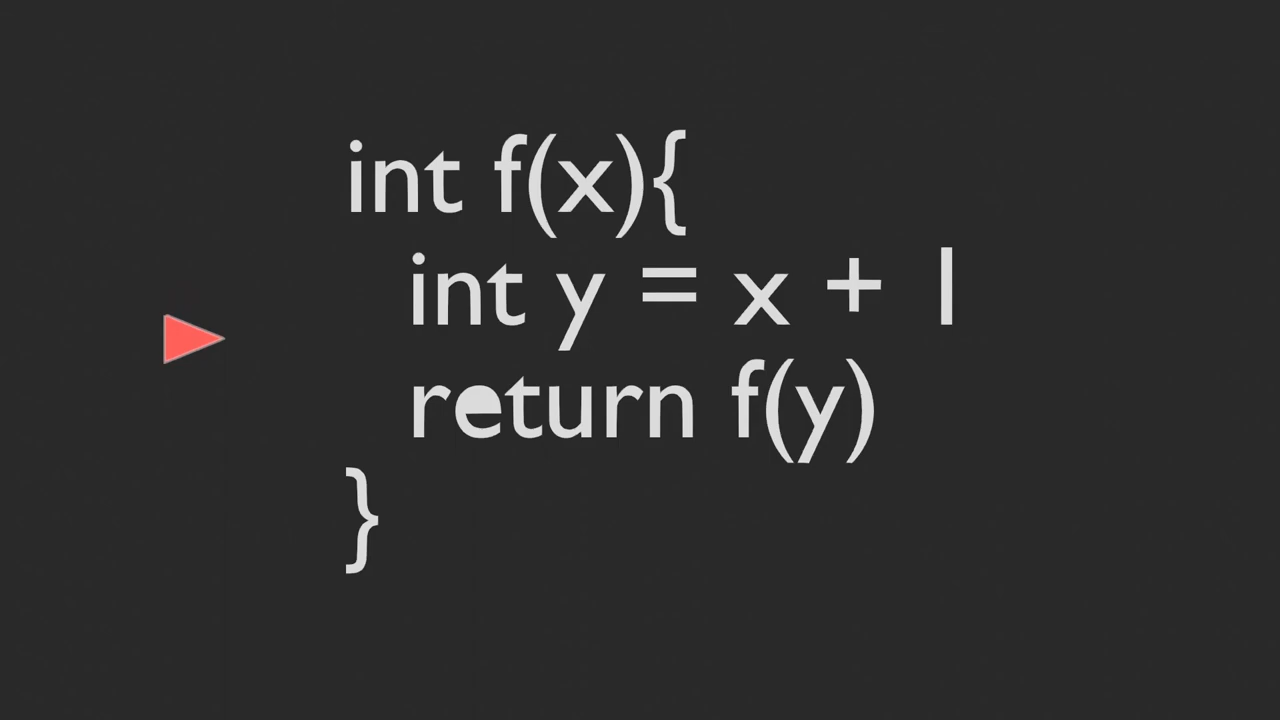 int f(x){
int y = x + 1
return f(y)
}